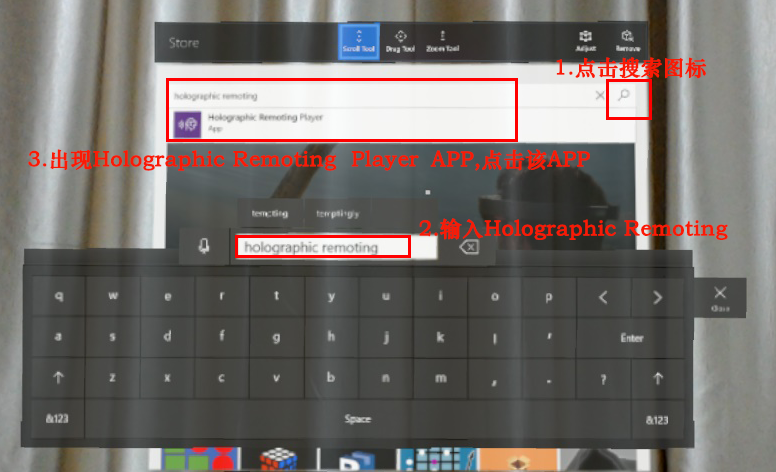 Store
Scroll Tool
Drag Tool
Zoom Tool
Adjust
Remove
1.点击搜索图标
holographic remoting
Holographic Remoting Player
App
3.出现Holographic Remoting Player APP,点击该APP
temoting
temptingly
2.输入Holographic Remoting
holographic remoting
q w e r t y u i o p
Close
a s d f g h j k l ' Enter
z x c v b n m , . ?
&123 Space &123